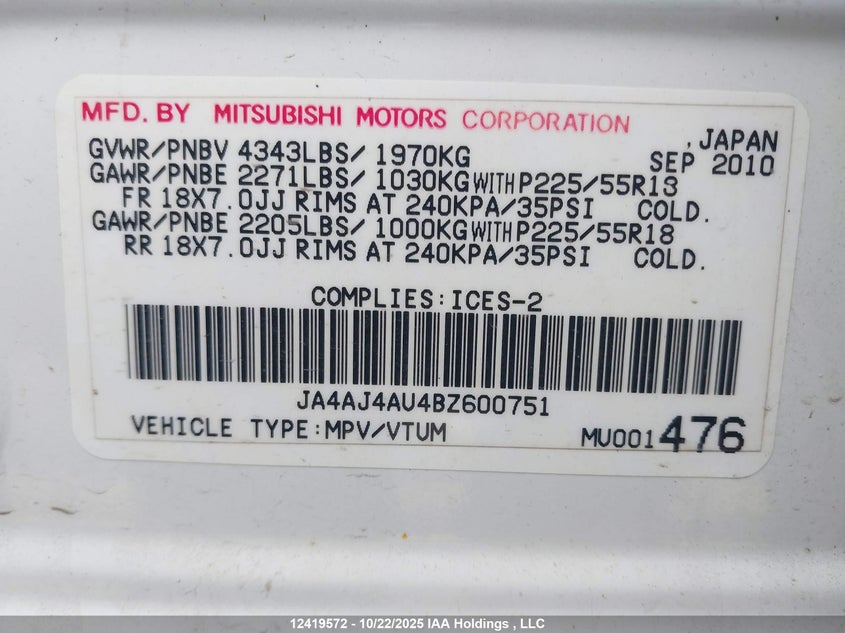 MFD. BY MITSUBISHI MOTORS CORPORATION
,JAPAN
GVWR/PNBV 4343LBS/ 1970KG SEP 2010
GAWR/PNBE 2271LBS/ 1030KG WITH P225/55R18
FR 18X7.0JJ RIMS AT 240KPA/35PSI COLD.
GAWR/PNBE 2205LBS/ 1000KG WITH P225/55R18
RR 18X7.0JJ RIMS AT 240KPA/35PSI COLD.
COMPLIES:ICES-2
JA4AJ4AU4BZ600751
VEHICLE TYPE:MPV/VTUM MU001476
12419572 - 10/22/2025 IAA Holdings , LLC